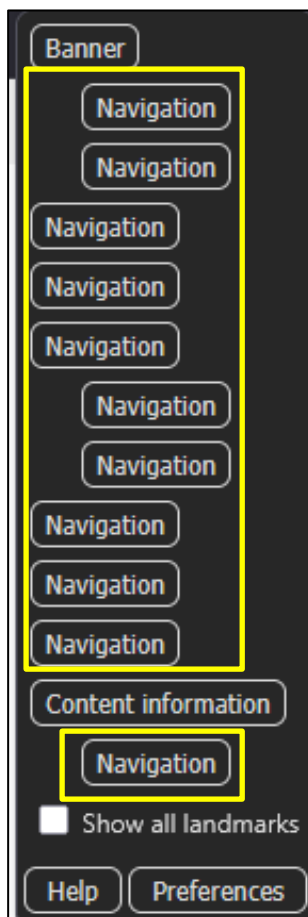 Banner
Navigation
Navigation
Navigation
Navigation
Navigation
Navigation
Navigation
Navigation
Navigation
Navigation
Content information
Navigation
Show all landmarks
Help Preferences